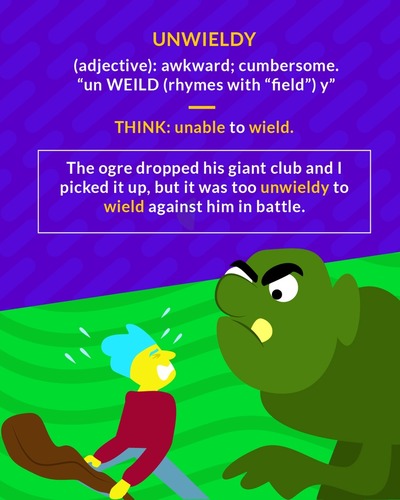 UNWIELDY
(adjective): awkward; cumbersome.
“un WEILD (rhymes with “field”) y”
THINK: unable to wield.
The ogre dropped his giant club and I
picked it up, but it was too unwieldy to
wield against him in battle.